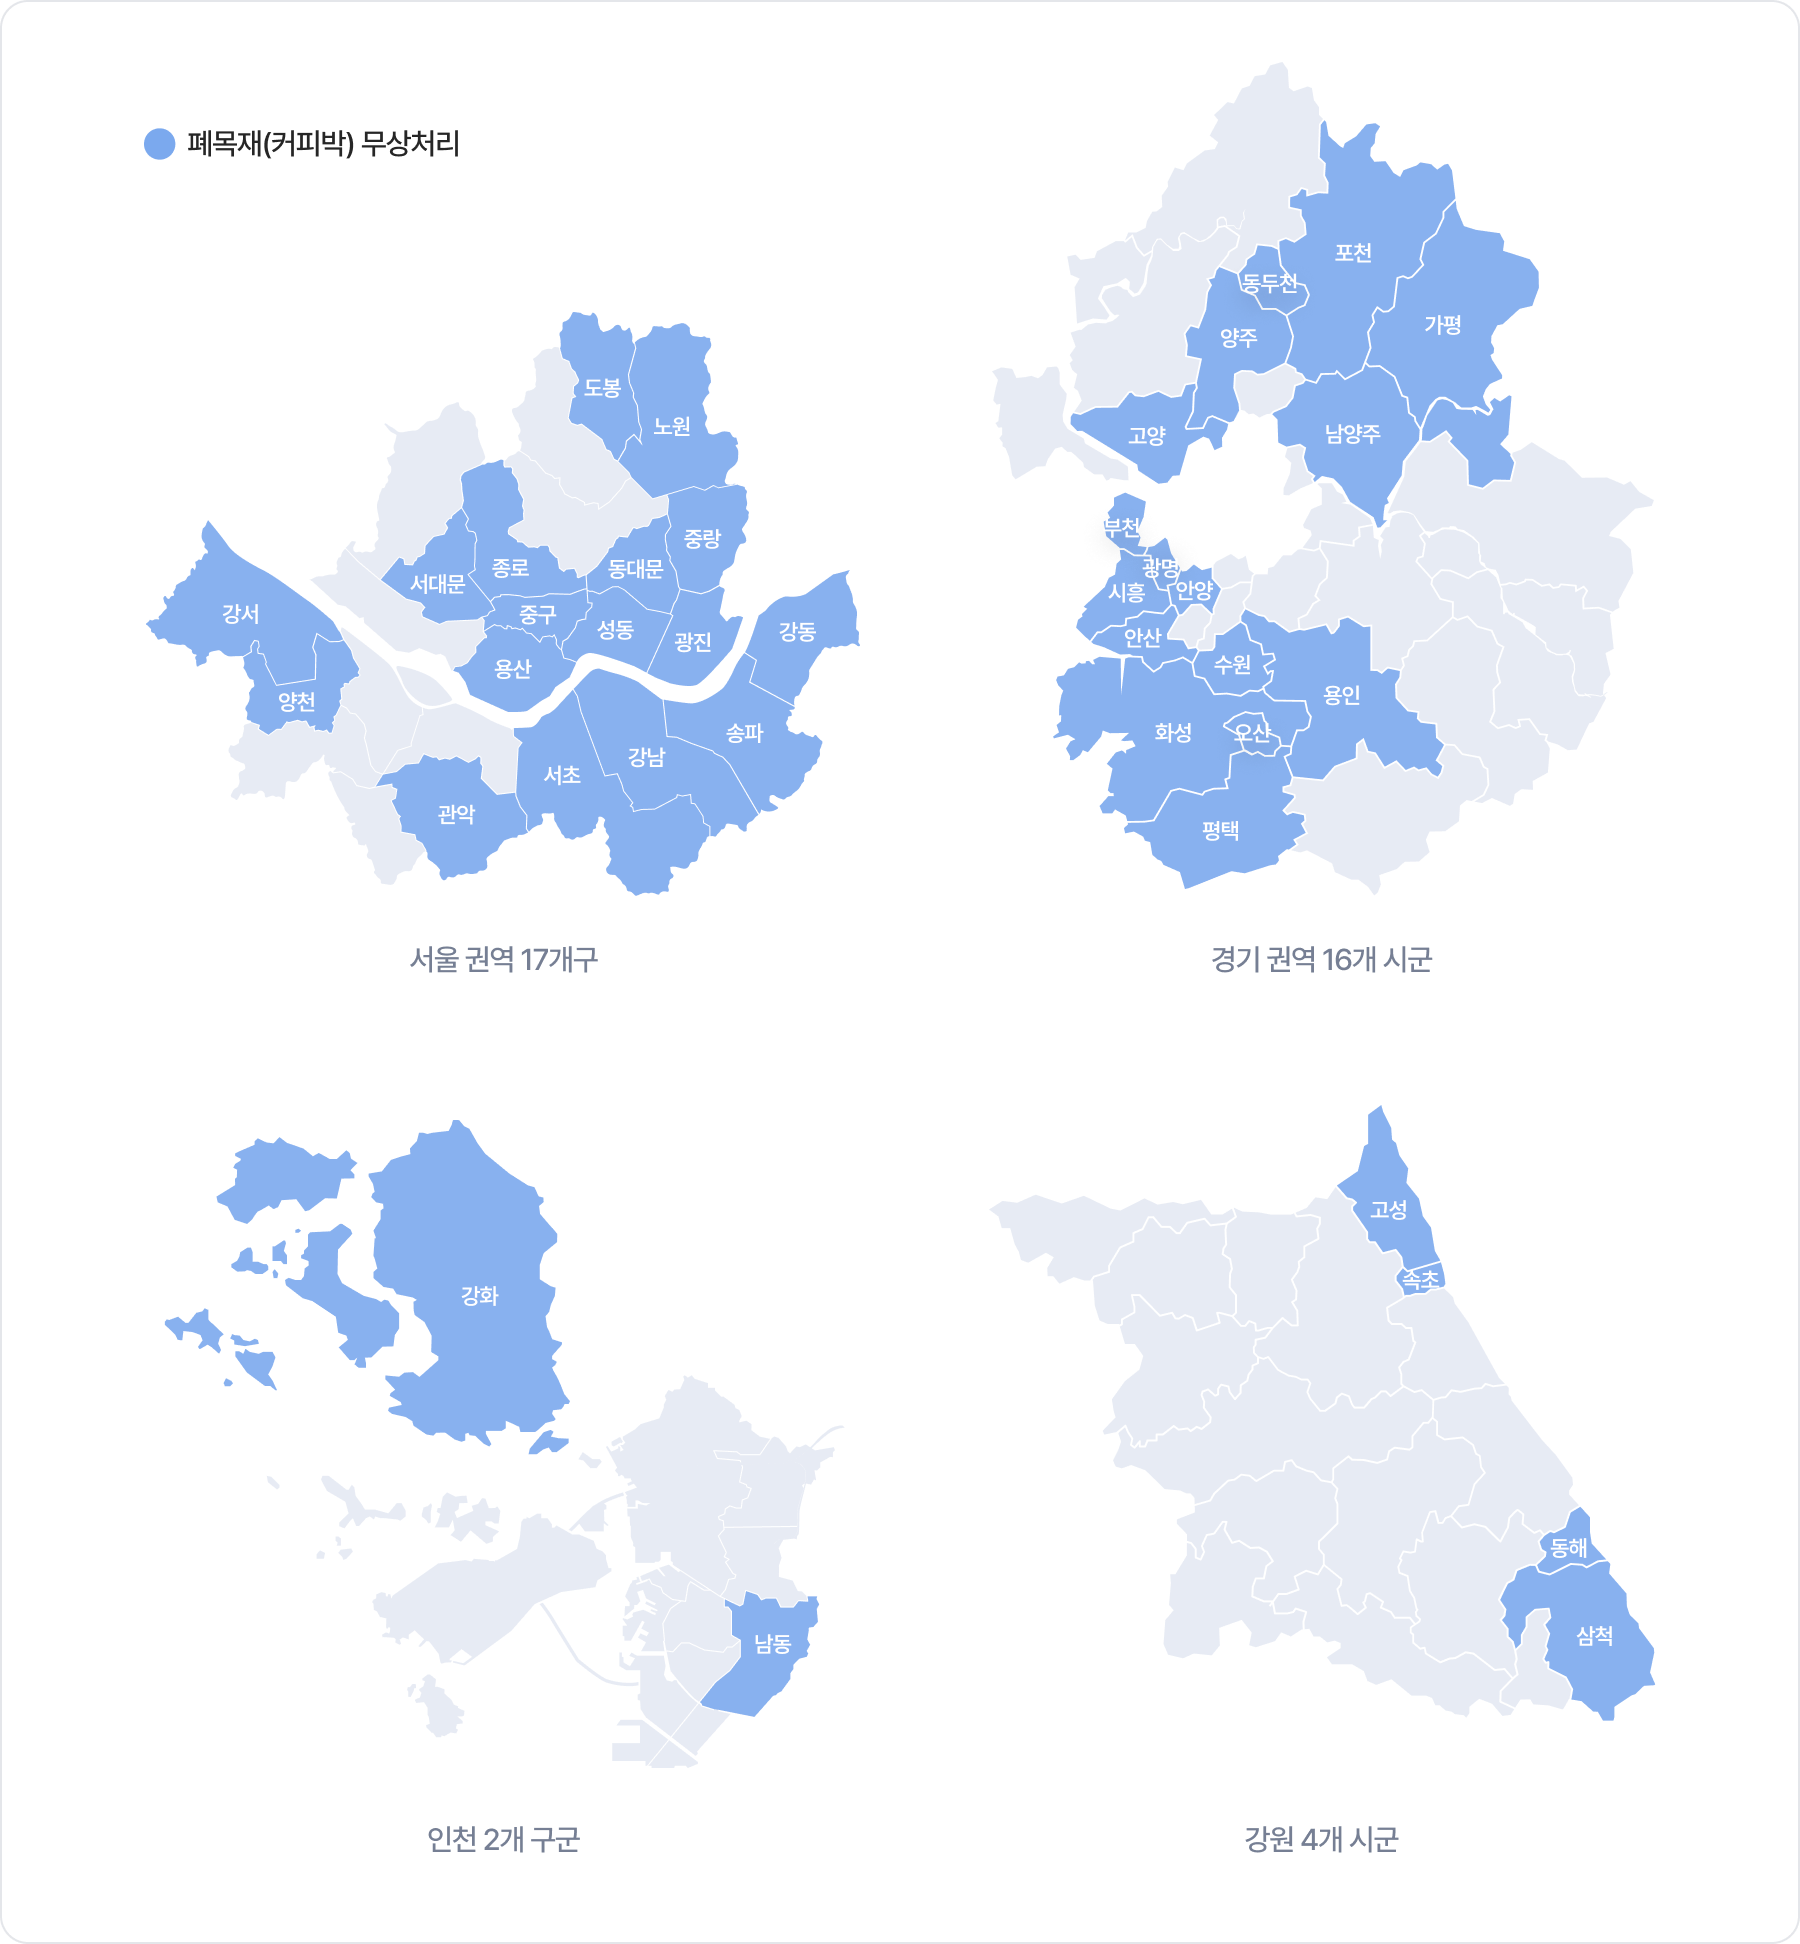 폐목재(커피박) 무상처리
도봉
노원
중랑
종로
동대문
서대문
강서
중구
성동
광진
강동
용산
양천
송파
강남
서초
관악
서울 권역 17개구
포천
동두천
가평
양주
고양
남양주
부천
광명
시흥
안양
안산
수원
용인
화성
오산
평택
경기 권역 16개 시군
강화
남동
인천 2개 구군
고성
속초
동해
삼척
강원 4개 시군